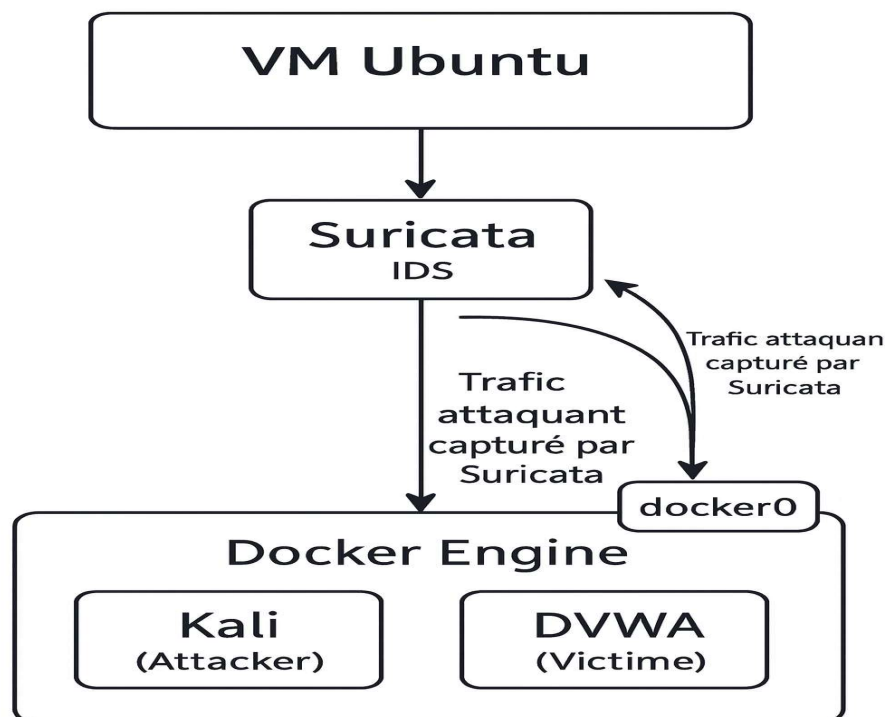 VM Ubuntu
Suricata
IDS
Trafic attaquan
capturé par
Suricata
Trafic
attaquant
capturé par
Suricata
docker0
Docker Engine
Kali
(Attacker)
DVWA
(Victime)